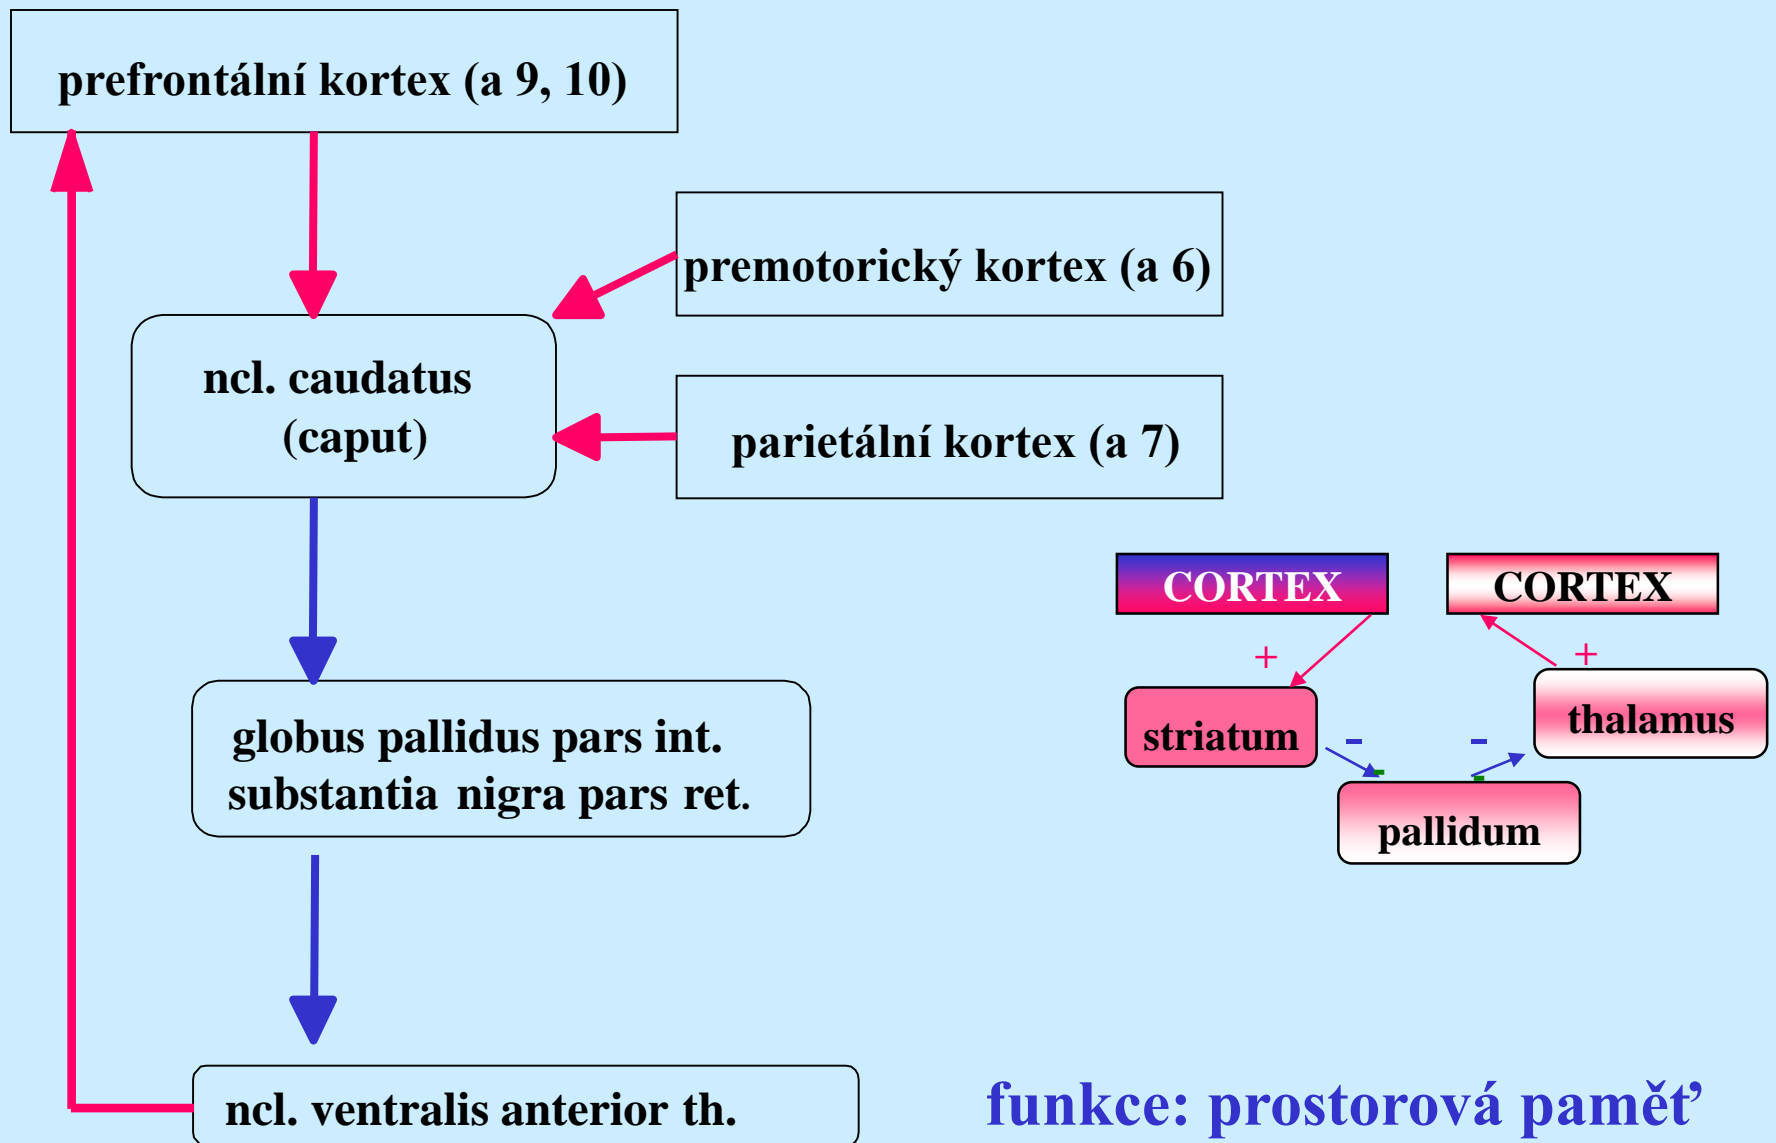 prefrontální kortex (a 9, 10)
premotorický kortex (a 6)
ncl. caudatus
(caput)
parietální kortex (a 7)
CORTEX
CORTEX
+
+
striatum
-
-
thalamus
globus pallidus pars int.
substantia nigra pars ret.
pallidum
ncl. ventralis anterior th.
funkce: prostorová paměť